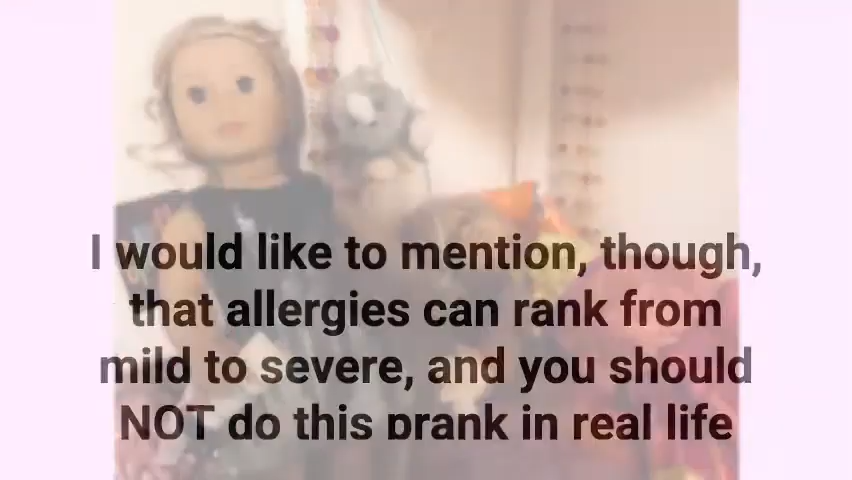 I would like to mention, though,
that allergies can rank from
mild to severe, and you should
NOT do this prank in real life